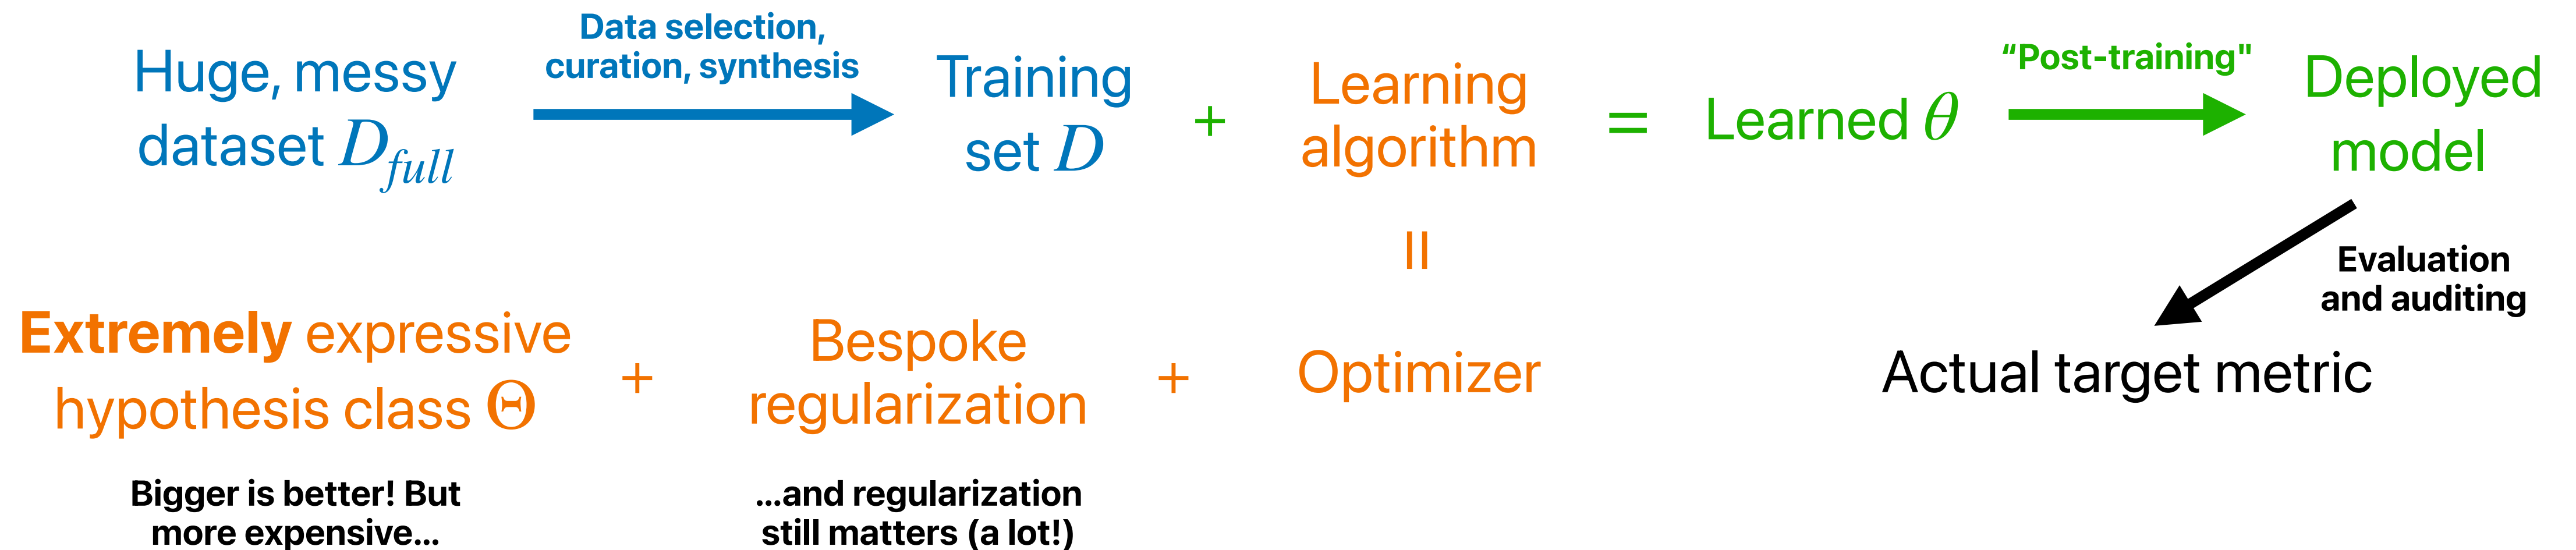 Huge, messy
dataset D_full
Data selection,
curation, synthesis
Training
set D
+
Learning
algorithm
=
Learned θ
“Post-training"
Deployed
model
=
Evaluation
and auditing
Actual target metric
Extremely expressive
hypothesis class Θ
+
Bespoke
regularization
+
Optimizer
Bigger is better! But
more expensive...
...and regularization
still matters (a lot!)